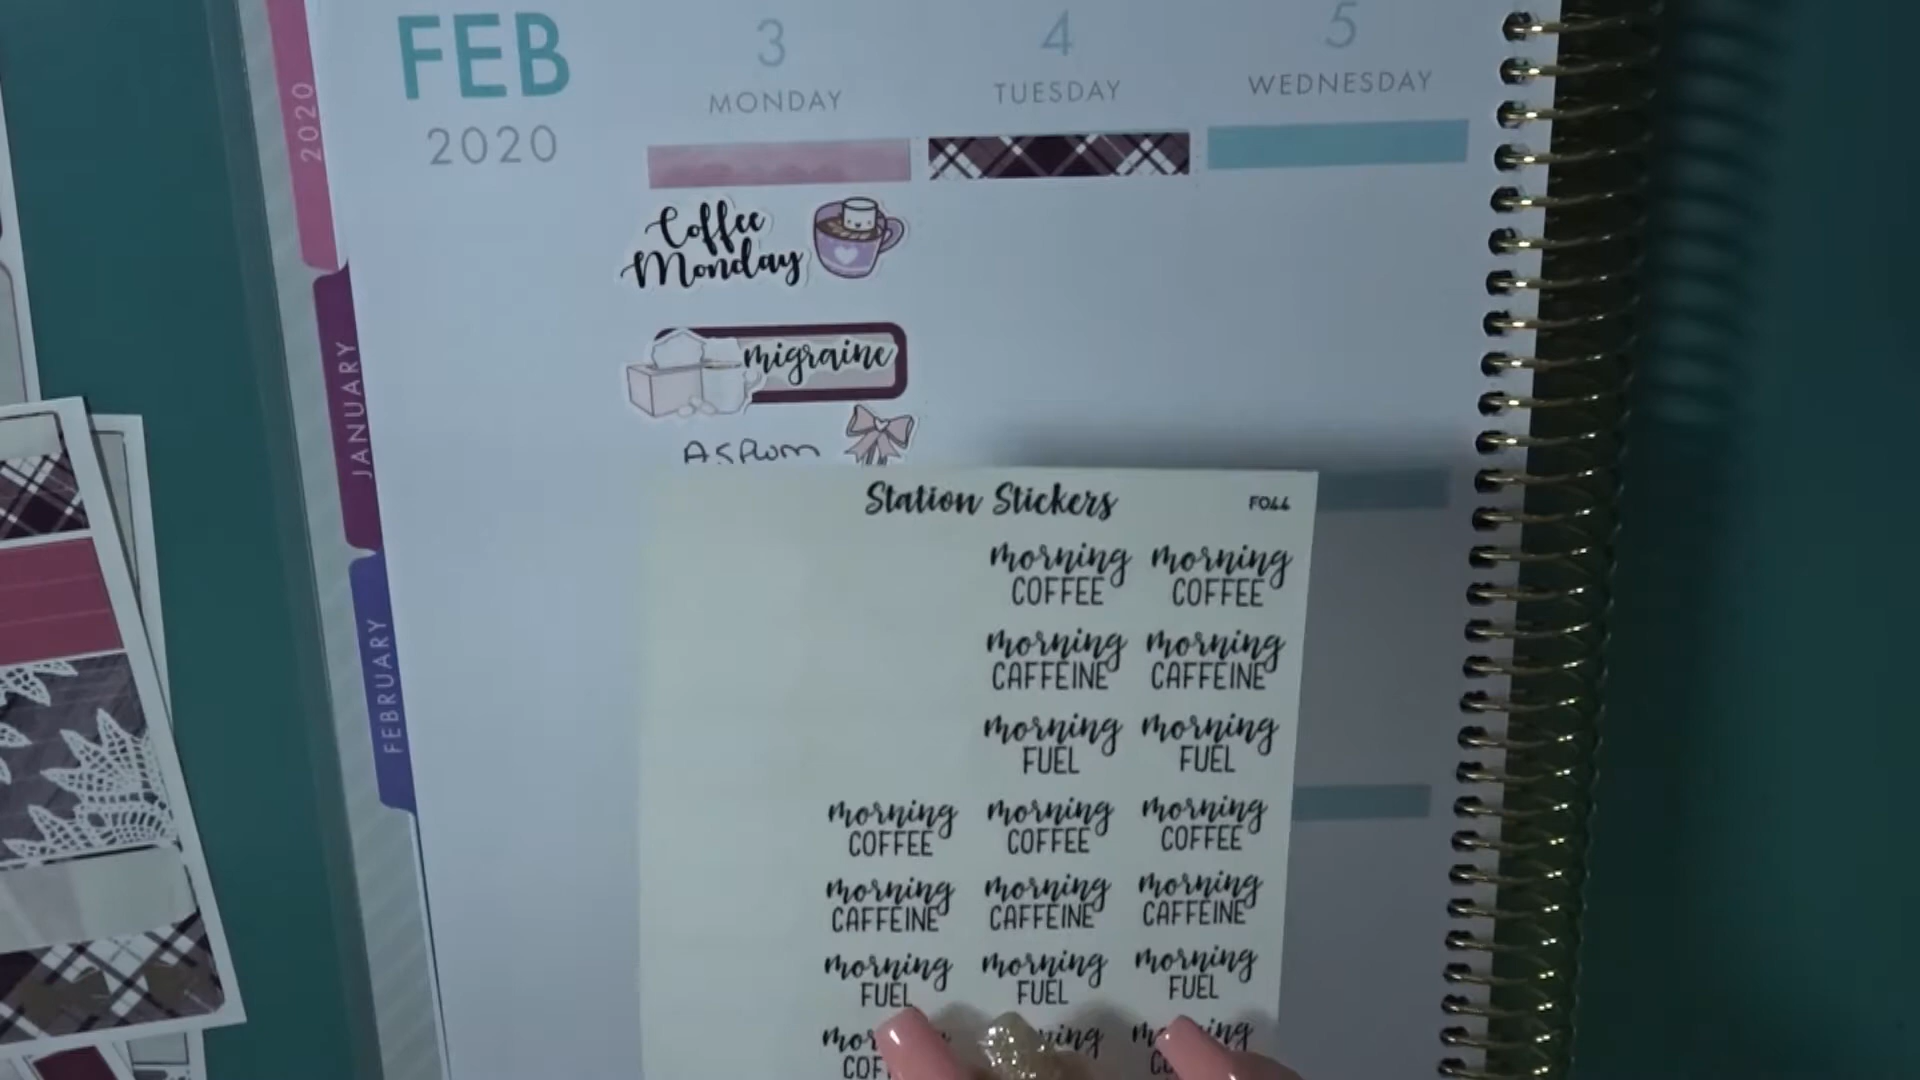 FEB
2020
3
MONDAY
4
TUESDAY
5
WEDNESDAY
2020
JANUARY
FEBRUARY
Coffee
Monday
migraine
Station Stickers
F044
morning COFFEE
morning COFFEE
morning CAFFEINE
morning CAFFEINE
morning FUEL
morning FUEL
morning COFFEE
morning COFFEE
morning COFFEE
morning CAFFEINE
morning CAFFEINE
morning CAFFEINE
morning FUEL
morning FUEL
morning FUEL